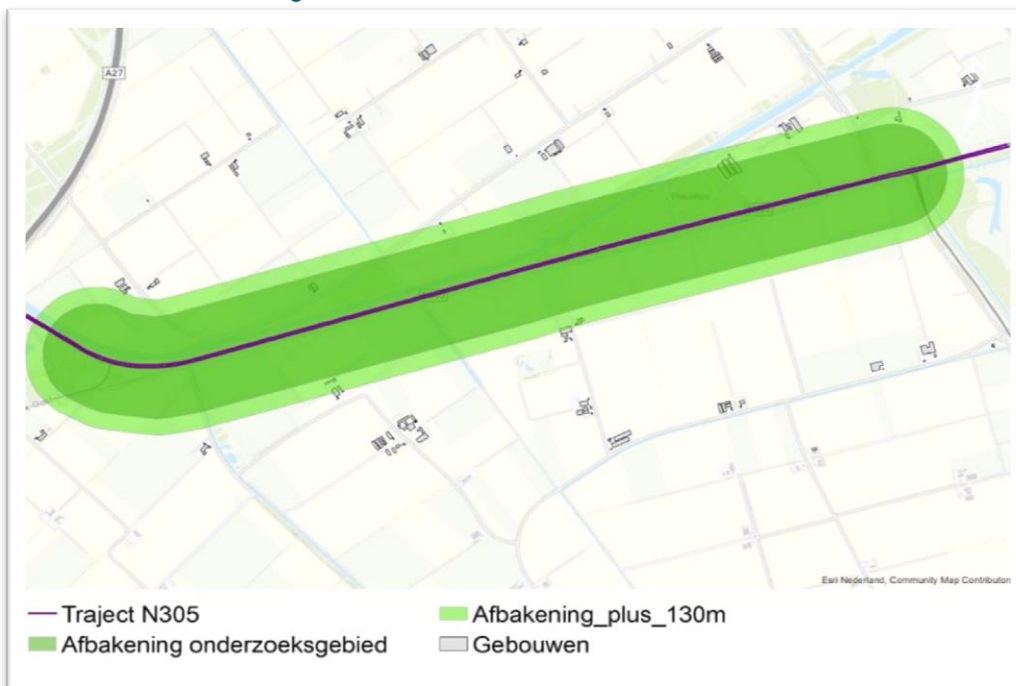 A27
Traject N305
Afbakening_plus_130m
Afbakening onderzoeksgebied
Gebouwen
Esri Nederland, Community Map Contributors